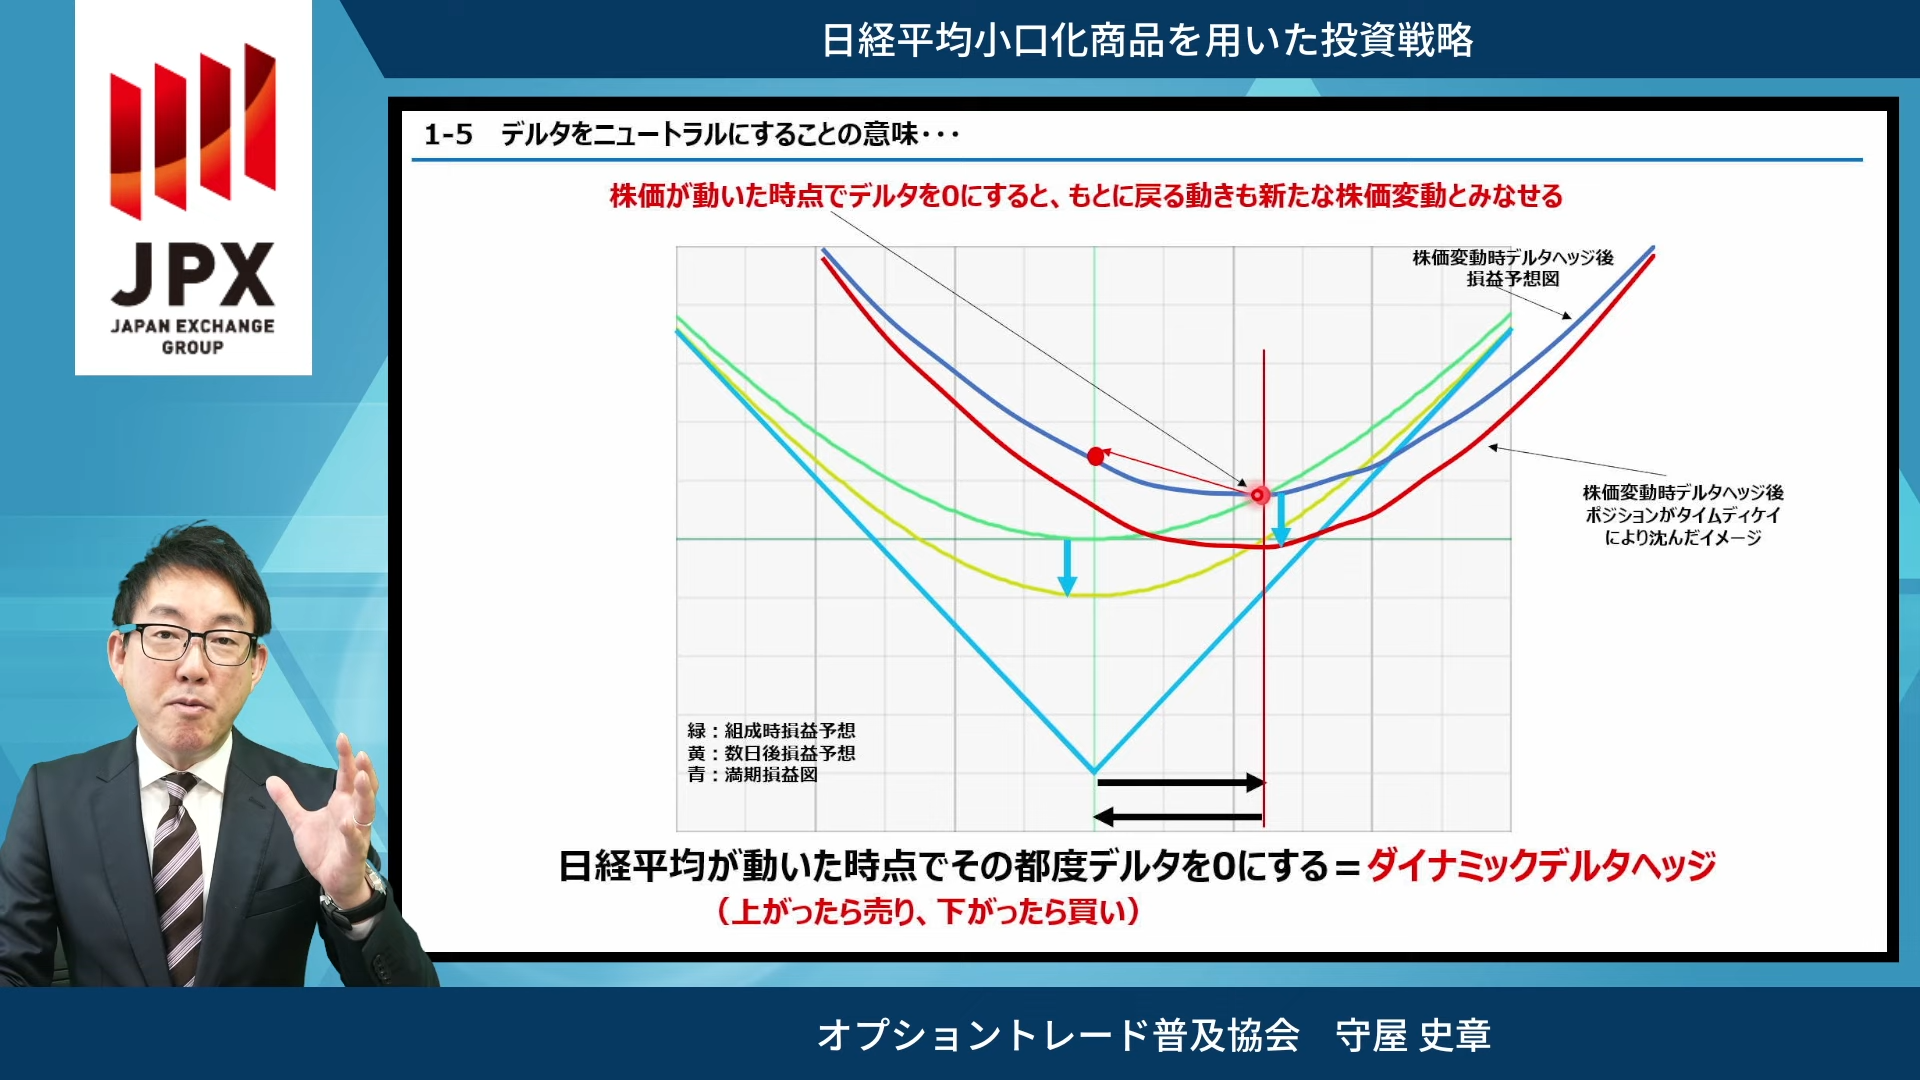 日経平均小口化商品を用いた投資戦略
JPX
JAPAN EXCHANGE
GROUP
1-5 デルタをニュートラルにすることの意味･･･
株価が動いた時点でデルタを0にすると、もとに戻る動きも新たな株価変動とみなせる
株価変動時デルタヘッジ後
損益予想図
株価変動時デルタヘッジ後
ポジションがタイムディケイ
により沈んだイメージ
緑：組成時損益予想
黄：数日後損益予想
青：満期損益図
日経平均が動いた時点でその都度デルタを0にする＝ダイナミックデルタヘッジ
（上がったら売り、下がったら買い）
オプショントレード普及協会 守屋 史章